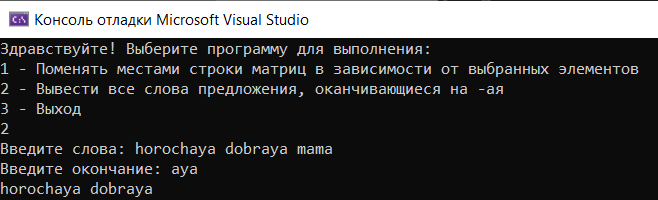 Консоль отладки Microsoft Visual Studio
Здравствуйте! Выберите программу для выполнения:
1 - Поменять местами строки матриц в зависимости от выбранных элементов
2 - Вывести все слова предложения, оканчивающиеся на -ая
3 - Выход
2
Введите слова: horochaya dobraya mama
Введите окончание: aya
horochaya dobraya